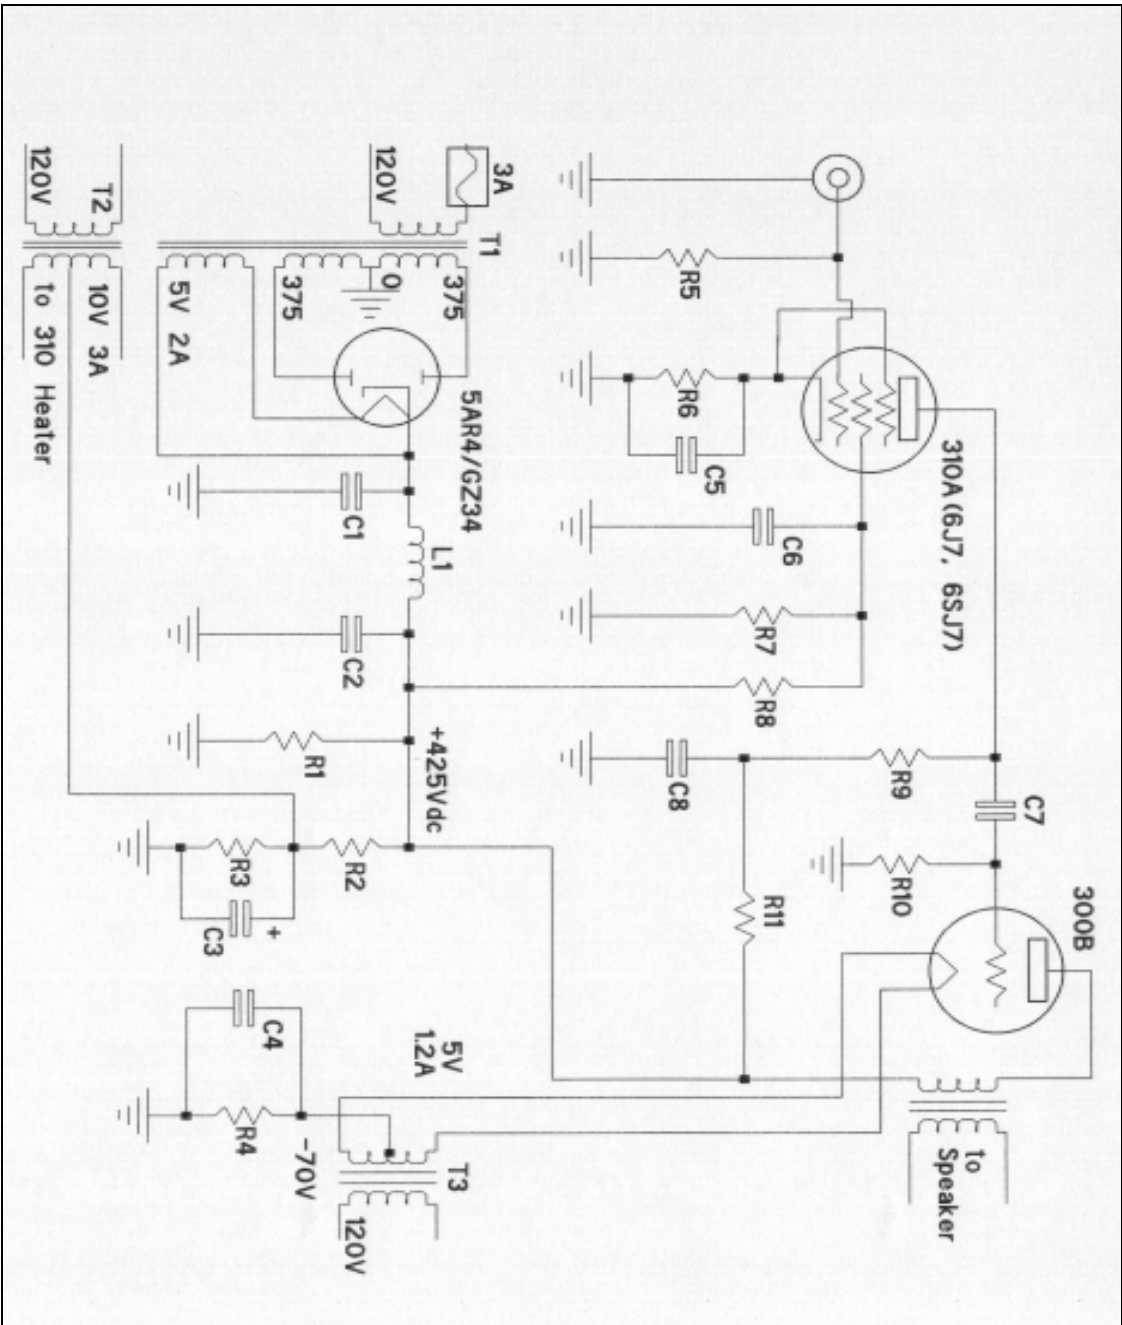 300B
C7
to
Speaker
310A (6J7, 6SJ7)
R9
R10
C6
R11
R7
R8
C5
R5
R6
C8
3A
T1
5AR4/GZ34
T3
375
5V
1.2A
L1
+425Vdc
0
120V
C1
C2
R2
120V
R1
-70V
375
C4
+
R3
R4
C3
5V 2A
T2
10V 3A
120V
to 310 Heater